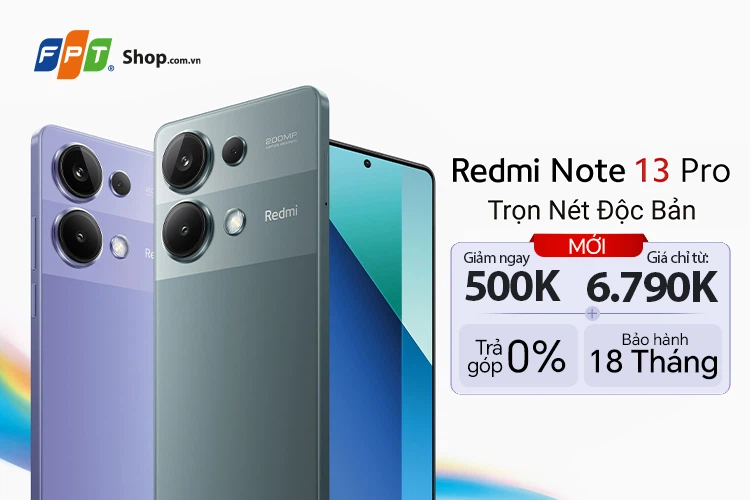 FPT Shop.com.vn
200MP
Redmi
Redmi Note 13 Pro
Trọn Nét Độc Bản
MỚI
Giảm ngay
500K
Giá chỉ từ:
6.790K
+
Trả góp 0%
Bảo hành
18 Tháng